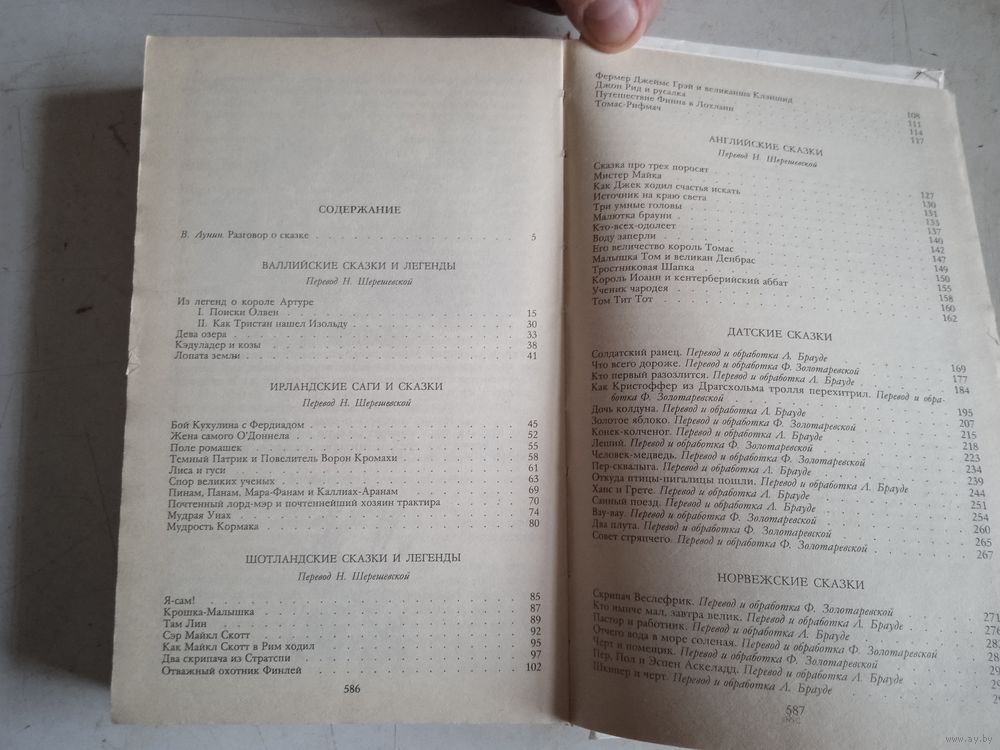 СОДЕРЖАНИЕ
В. Лунин. Разговор о сказке 5
ВАЛЛИЙСКИЕ СКАЗКИ И ЛЕГЕНДЫ
Перевод Н. Шерешевской
Из легенд о короле Артуре
I. Поиски Олвен 15
II. Как Тристан нашел Изольду 30
Дева озера 33
Кэдуладер и козы 38
Лопата земли 41
ИРЛАНДСКИЕ САГИ И СКАЗКИ
Перевод Н. Шерешевской
Бой Кухулина с Фердиадом 45
Жена самого О'Доннела 52
Поле ромашек 55
Темный Патрик и Повелитель Ворон Кромахи 58
Лиса и гуси 61
Спор великих ученых 63
Пинам, Панам, Мара-Фанам и Каллиах-Аранам 69
Почтенный лорд-мэр и почтеннейший хозяин трактира 70
Мудрая Унах 74
Мудрость Кормака 80
ШОТЛАНДСКИЕ СКАЗКИ И ЛЕГЕНДЫ
Перевод Н. Шерешевской
Я-сам! 85
Крошка-Малышка 87
Там Лин 89
Сэр Майкл Скотт 92
Как Майкл Скотт в Рим ходил 95
Два скрипача из Стратспи 97
Отважный охотник Финлей 102
586
Фермер Джеймс Грэй и великанша Клэншид 108
Джон Рид и русалка 111
Путешествие Финна в Лохланн 114
Томас-Рифмач 117
АНГЛИЙСКИЕ СКАЗКИ
Перевод Н. Шерешевской
Сказка про трех поросят 127
Мистер Майка 130
Как Джек ходил счастья искать 131
Источник на краю света 133
Три умные головы 137
Малютка брауни 140
Кто-всех-одолеет 142
Воду заперли 147
Его величество король Томас 149
Малышка Том и великан Денбрас 150
Тростниковая Шапка 155
Король Иоанн и кентерберийский аббат 158
Ученик чародея 160
Том Тит Тот 162
ДАТСКИЕ СКАЗКИ
Солдатский ранец. Перевод и обработка Л. Брауде 169
Что всего дороже. Перевод и обработка Ф. Золотаревской 177
Кто первый разозлится. Перевод и обработка Л. Брауде 184
Как Кристоффер из Драгсхольма тролля перехитрил. Перевод и обра-
ботка Ф. Золотаревской 195
Дочь колдуна. Перевод и обработка Л. Брауде 207
Золотое яблоко. Перевод и обработка Ф. Золотаревской 215
Конек-колченог. Перевод и обработка Л. Брауде 218
Леший. Перевод и обработка Ф. Золотаревской 223
Человек-медведь. Перевод и обработка Л. Брауде 234
Пер-сквалыга. Перевод и обработка Ф. Золотаревской 239
Откуда птицы-пигалицы пошли. Перевод и обработка Л. Брауде 244
Ханс и Грете. Перевод и обработка Ф. Золотаревской 251
Санный поезд. Перевод и обработка Л. Брауде 254
Вау-вау. Перевод и обработка Ф. Золотаревской 260
Два плута. Перевод и обработка Ф. Золотаревской 265
Совет стряпчего. Перевод и обработка Ф. Золотаревской 267
НОРВЕЖСКИЕ СКАЗКИ
Скрипач Веслефрик. Перевод и обработка Ф. Золотаревской 271
Кто нынче мал, завтра велик. Перевод и обработка Л. Брауде 276
Пастор и работник. Перевод и обработка Л. Брауде 282
Отчего вода в море соленая. Перевод и обработка Ф. Золотаревской
Черт и помещик. Перевод и обработка Ф. Золотаревской
Пер, Пол и Эспен Аскеладд. Перевод и обработка Л. Брауде
Шкипер и черт. Перевод и обработка Л. Брауде
587
www.ay.by